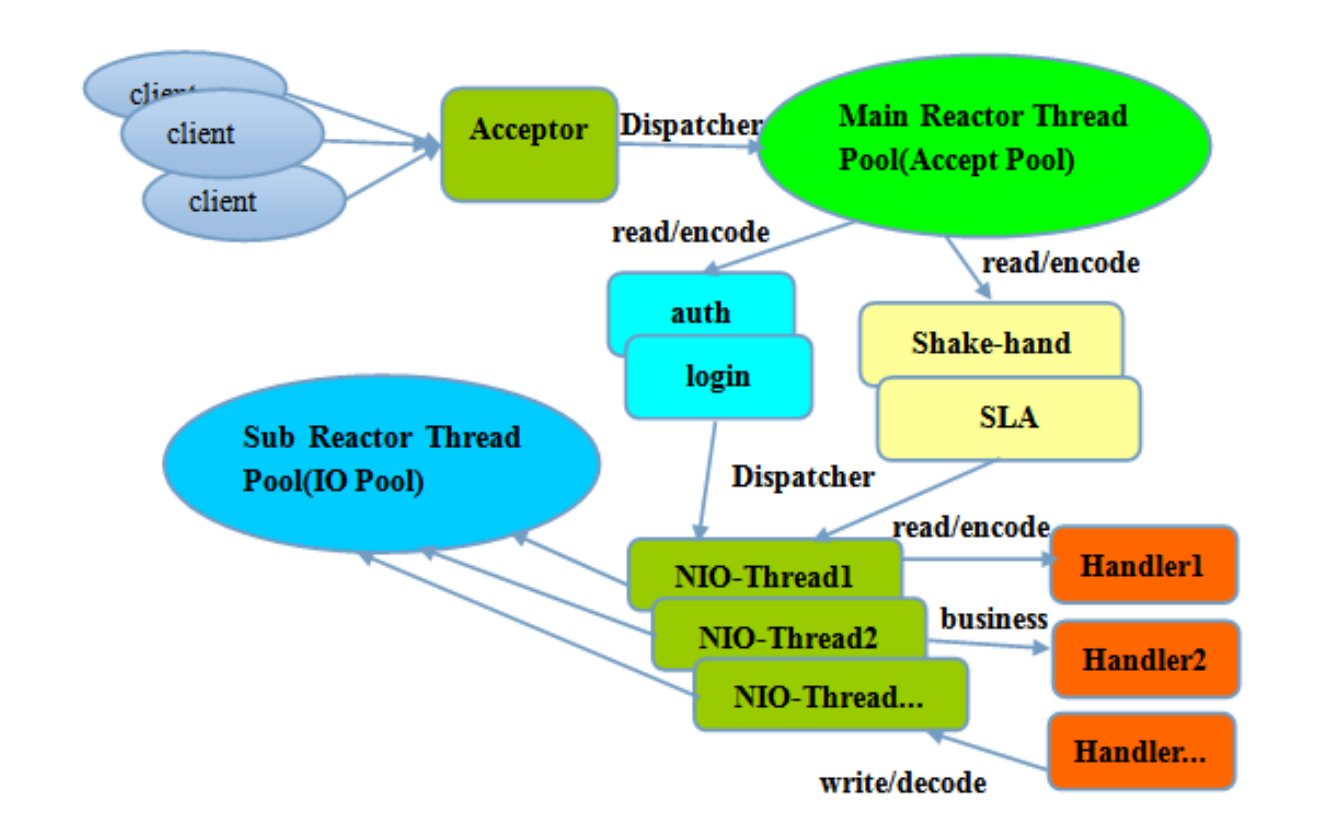 client
client
client
Acceptor
Dispatcher
Main Reactor Thread
Pool(Accept Pool)
read/encode
read/encode
auth
login
Shake-hand
SLA
Sub Reactor Thread
Pool(IO Pool)
Dispatcher
read/encode
NIO-Thread1
Handler1
business
NIO-Thread2
Handler2
NIO-Thread...
Handler...
write/decode